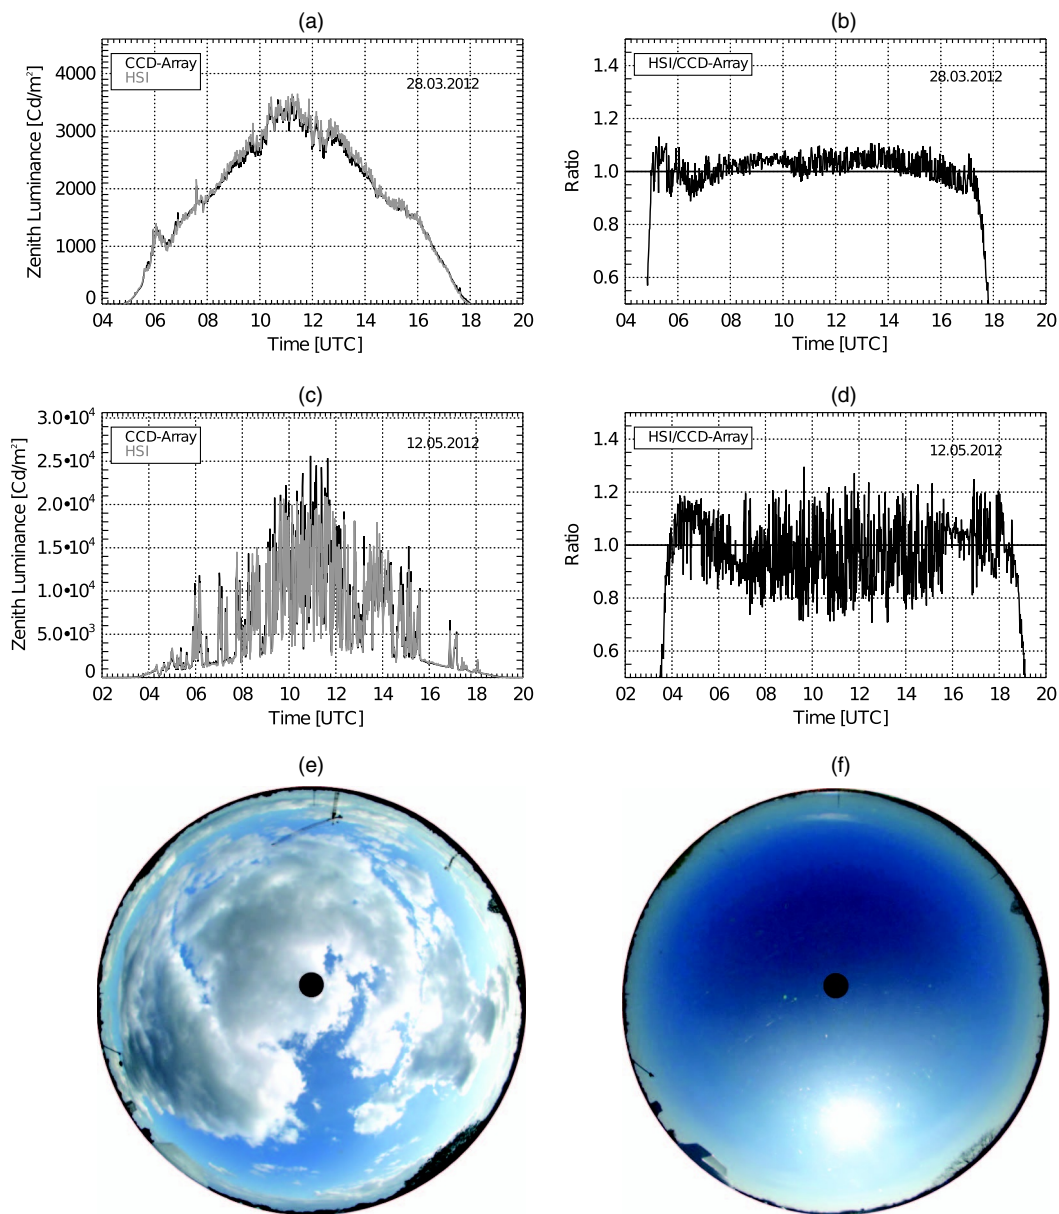 (a)
(b)
CCD-Array
HSI
28.03.2012
4000
3000
2000
1000
0
Zenith Luminance [Cd/m²]
04 06 08 10 12 14 16 18 20
Time [UTC]
HSI/CCD-Array
28.03.2012
1.4
1.2
1.0
0.8
0.6
Ratio
04 06 08 10 12 14 16 18 20
Time [UTC]
(c)
(d)
CCD-Array
HSI
12.05.2012
3.0•10⁴
2.5•10⁴
2.0•10⁴
1.5•10⁴
1.0•10⁴
5.0•10³
0
Zenith Luminance [Cd/m²]
02 04 06 08 10 12 14 16 18 20
Time [UTC]
HSI/CCD-Array
12.05.2012
1.4
1.2
1.0
0.8
0.6
Ratio
02 04 06 08 10 12 14 16 18 20
Time [UTC]
(e)
(f)